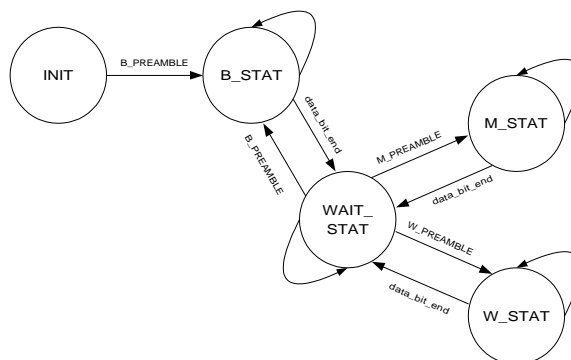 B_PREAMBLE
INIT
B_STAT
data_bit_end
M_STAT
M_PREAMBLE
B_PREAMBLE
data_bit_end
WAIT_
STAT
W_PREAMBLE
data_bit_end
W_STAT